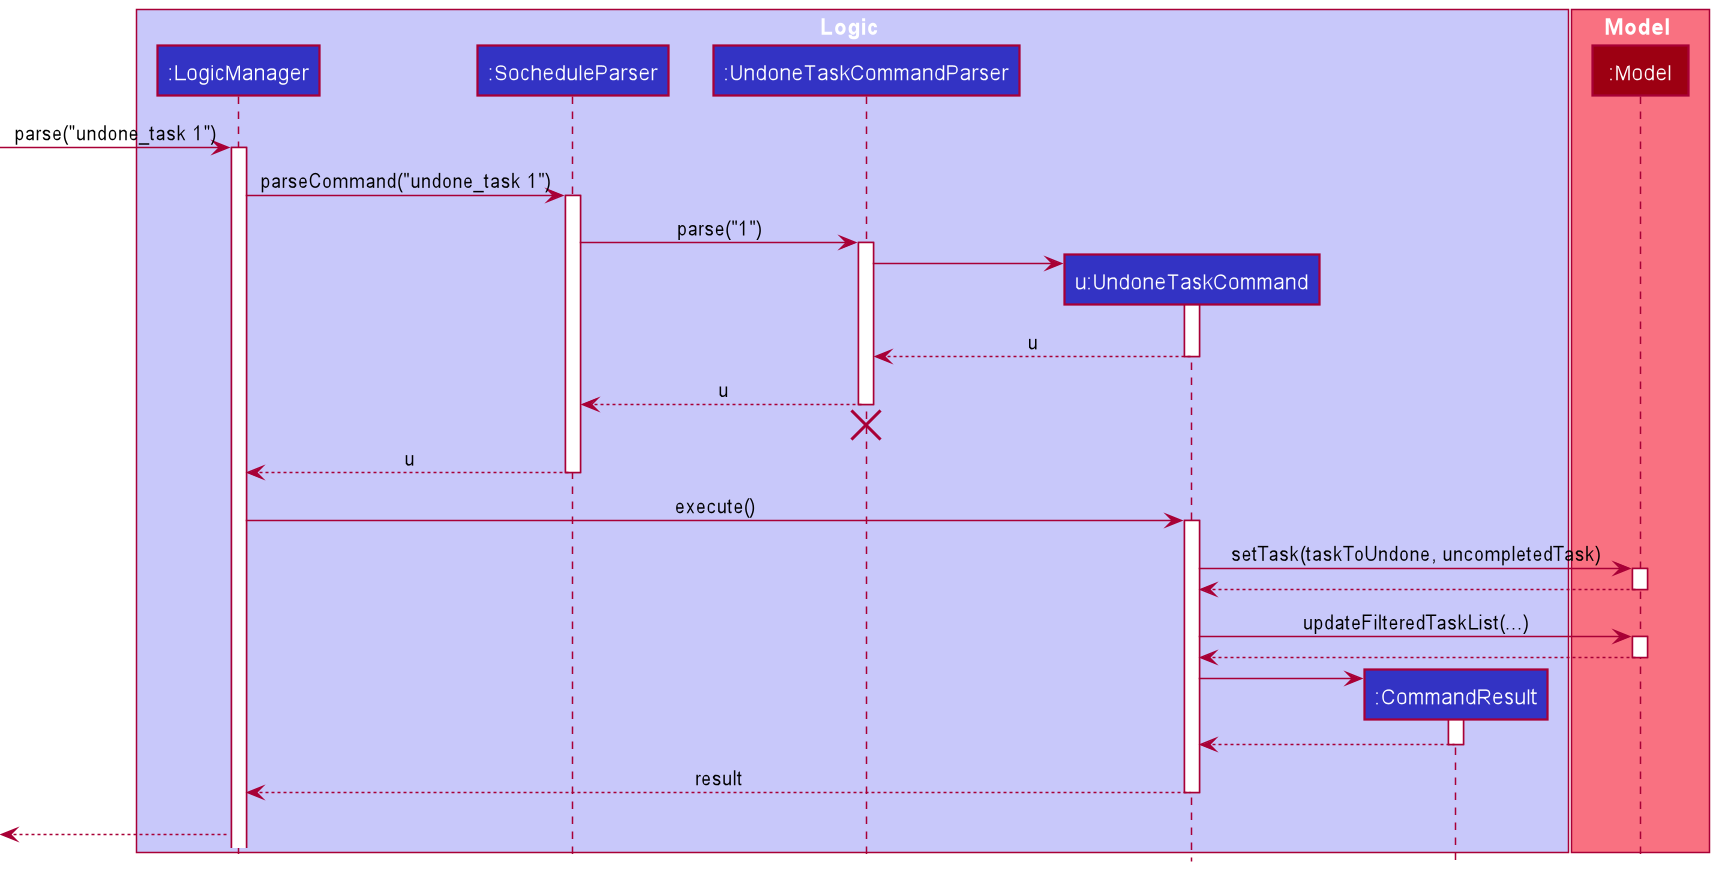 Logic
Model
:LogicManager
:SocheduleParser
:UndoneTaskCommandParser
:Model
parse("undone_task 1")
parseCommand("undone_task 1")
parse("1")
u:UndoneTaskCommand
u
u
u
execute()
setTask(taskToUndone, uncompletedTask)
updateFilteredTaskList(...)
:CommandResult
result